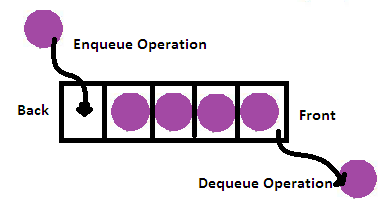 Enqueue Operation
Back
Front
Dequeue Operation